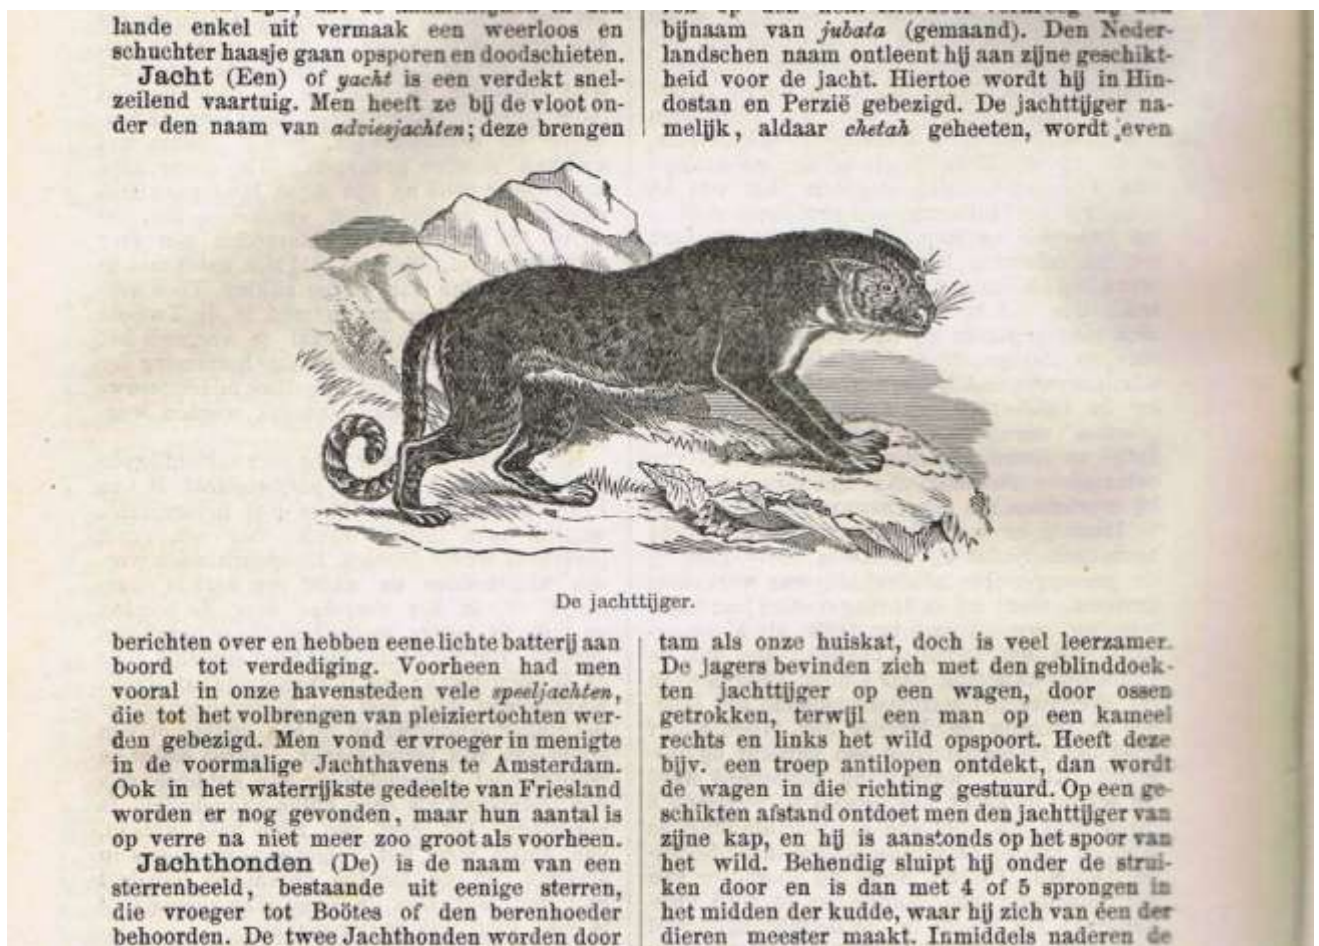 lande enkel uit vermaak een weerloos en
schuchter haasje gaan opsporen en doodschieten.
Jacht (Een) of yacht is een verdekt snel-
zeilend vaartuig. Men heeft ze bij de vloot on-
der den naam van adviesjachten; deze brengen
berichten over en hebben eene lichte batterij aan
boord tot verdediging. Voorheen had men
vooral in onze havensteden vele speeljachten,
die tot het volbrengen van pleiziertochten wer-
den gebezigd. Men vond er vroeger in menigte
in de voormalige Jachthavens te Amsterdam.
Ook in het waterrijkste gedeelte van Friesland
worden er nog gevonden, maar hun aantal is
op verre na niet meer zoo groot als voorheen.
Jachthonden (De) is de naam van een
sterrenbeeld, bestaande uit eenige sterren,
die vroeger tot Boötes of den berenhoeder
behoorden. De twee Jachthonden worden door
bijnaam van jubata (gemaand). Den Neder-
landschen naam ontleent hij aan zijne geschikt-
heid voor de jacht. Hiertoe wordt hij in Hin-
dostan en Perzië gebezigd. De jachttijger na-
melijk, aldaar chetah geheeten, wordt even
De jachttijger.
tam als onze huiskat, doch is veel leerzamer.
De jagers bevinden zich met den geblinddoek-
ten jachttijger op een wagen, door ossen
getrokken, terwijl een man op een kameel
rechts en links het wild opspoort. Heeft deze
bijv. een troep antilopen ontdekt, dan wordt
de wagen in die richting gestuurd. Op een ge-
schikten afstand ontdoet men den jachttijger van
zijne kap, en hij is aanstonds op het spoor van
het wild. Behendig sluipt hij onder de strui-
ken door en is dan met 4 of 5 sprongen in
het midden der kudde, waar hij zich van éen der
dieren meester maakt. Inmiddels naderen de